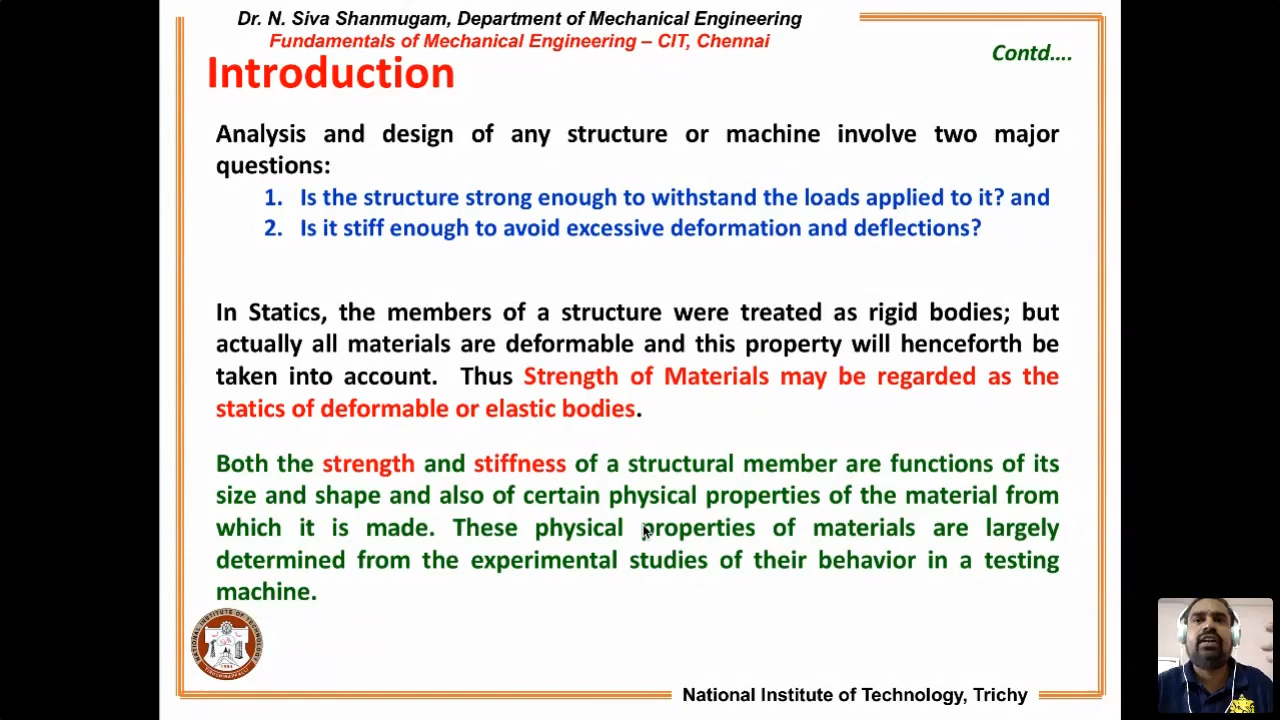 Dr. N. Siva Shanmugam, Department of Mechanical Engineering
Fundamentals of Mechanical Engineering – CIT, Chennai
Contd....
Introduction
Analysis and design of any structure or machine involve two major
questions:
1. Is the structure strong enough to withstand the loads applied to it? and
2. Is it stiff enough to avoid excessive deformation and deflections?
In Statics, the members of a structure were treated as rigid bodies; but
actually all materials are deformable and this property will henceforth be
taken into account. Thus Strength of Materials may be regarded as the
statics of deformable or elastic bodies.
Both the strength and stiffness of a structural member are functions of its
size and shape and also of certain physical properties of the material from
which it is made. These physical properties of materials are largely
determined from the experimental studies of their behavior in a testing
machine.
NATIONAL INSTITUTE OF TECHNOLOGY
National Institute of Technology, Trichy